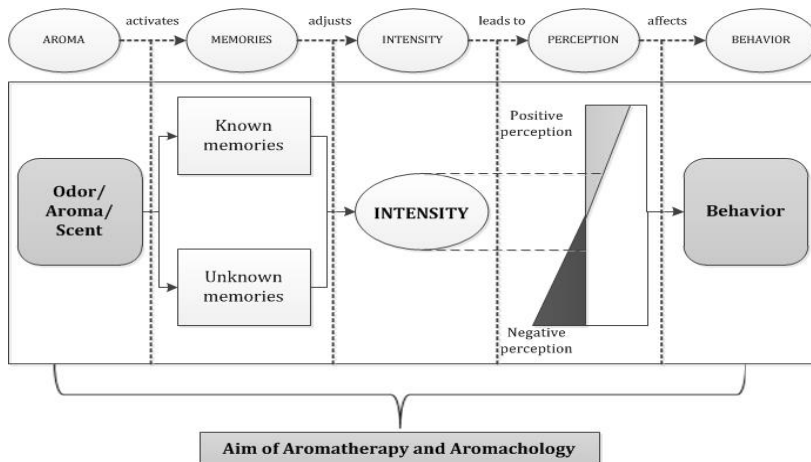 activates
adjusts
leads to
affects
AROMA
MEMORIES
INTENSITY
PERCEPTION
BEHAVIOR
Known
memories
Positive
perception
Odor/
Aroma/
Scent
INTENSITY
Behavior
Unknown
memories
Negative
perception
Aim of Aromatherapy and Aromachology